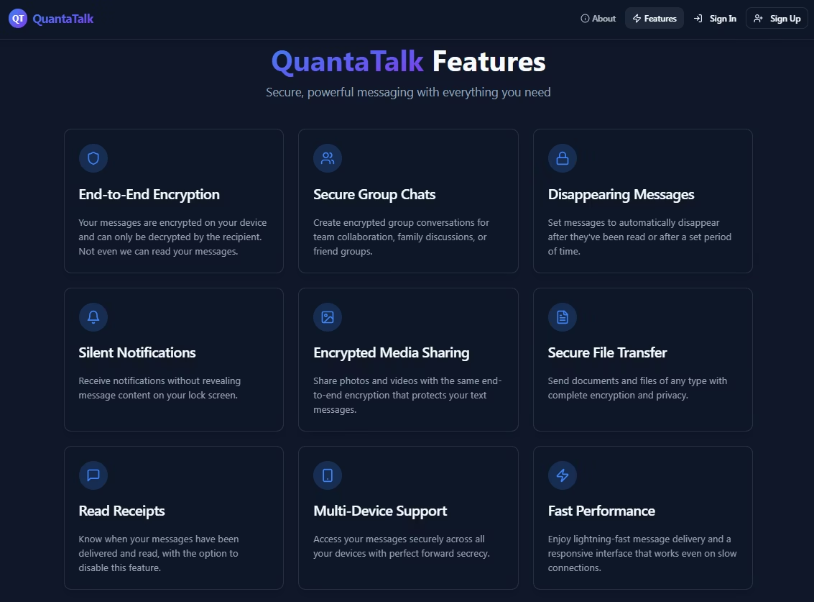 QT QuantaTalk
About
Features
Sign In
Sign Up
QuantaTalk Features
Secure, powerful messaging with everything you need
End-to-End Encryption
Your messages are encrypted on your device
and can only be decrypted by the recipient.
Not even we can read your messages.
Secure Group Chats
Create encrypted group conversations for
team collaboration, family discussions, or
friend groups.
Disappearing Messages
Set messages to automatically disappear
after they've been read or after a set period
of time.
Silent Notifications
Receive notifications without revealing
message content on your lock screen.
Encrypted Media Sharing
Share photos and videos with the same end-
to-end encryption that protects your text
messages.
Secure File Transfer
Send documents and files of any type with
complete encryption and privacy.
Read Receipts
Know when your messages have been
delivered and read, with the option to
disable this feature.
Multi-Device Support
Access your messages securely across all
your devices with perfect forward secrecy.
Fast Performance
Enjoy lightning-fast message delivery and a
responsive interface that works even on slow
connections.